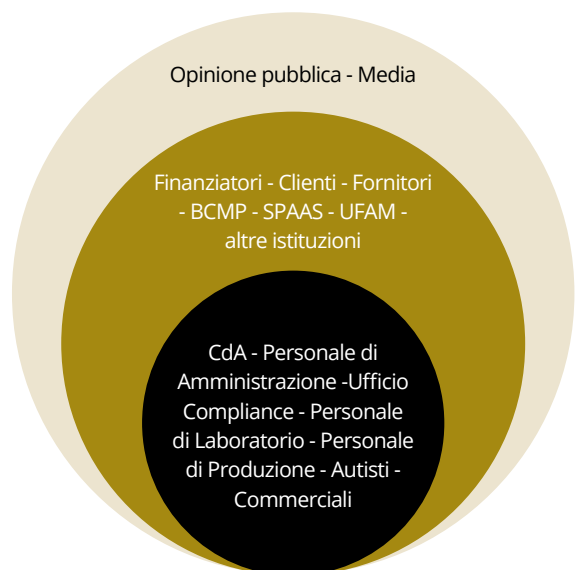 Opinione pubblica - Media
Finanziatori - Clienti - Fornitori
- BCMP - SPAAS - UFAM -
altre istituzioni
CdA - Personale di
Amministrazione -Ufficio
Compliance - Personale
di Laboratorio - Personale
di Produzione - Autisti -
Commerciali